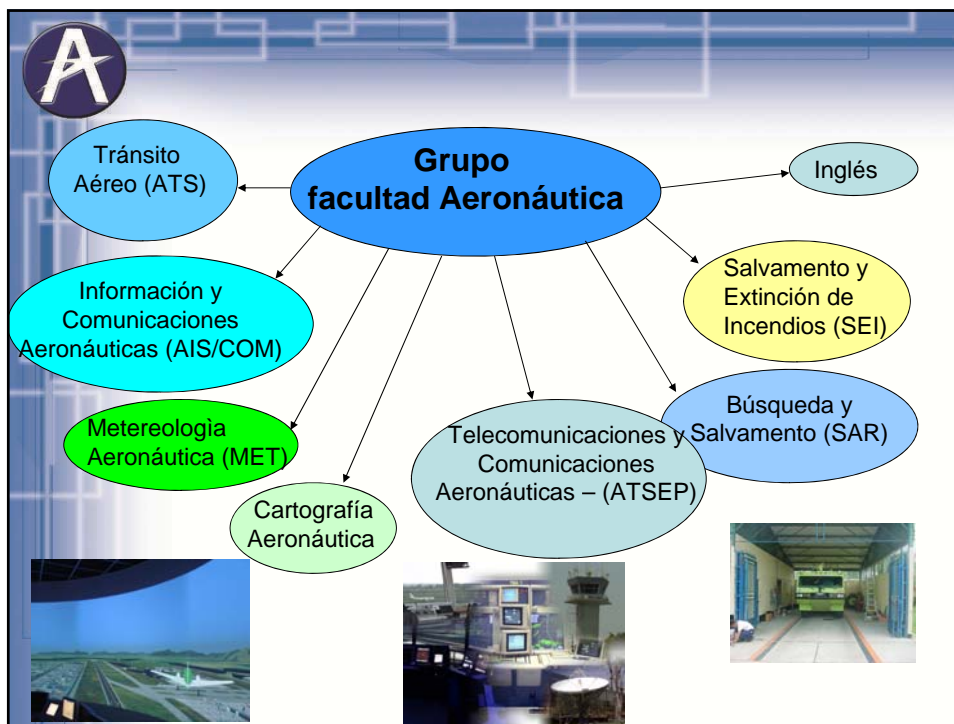 A
Grupo
facultad Aeronáutica
Tránsito
Aéreo (ATS)
Inglés
Información y
Comunicaciones
Aeronáuticas (AIS/COM)
Salvamento y
Extinción de
Incendios (SEI)
Metereologìa
Aeronáutica (MET)
Búsqueda y
Salvamento (SAR)
Telecomunicaciones y
Comunicaciones
Aeronáuticas – (ATSEP)
Cartografía
Aeronáutica